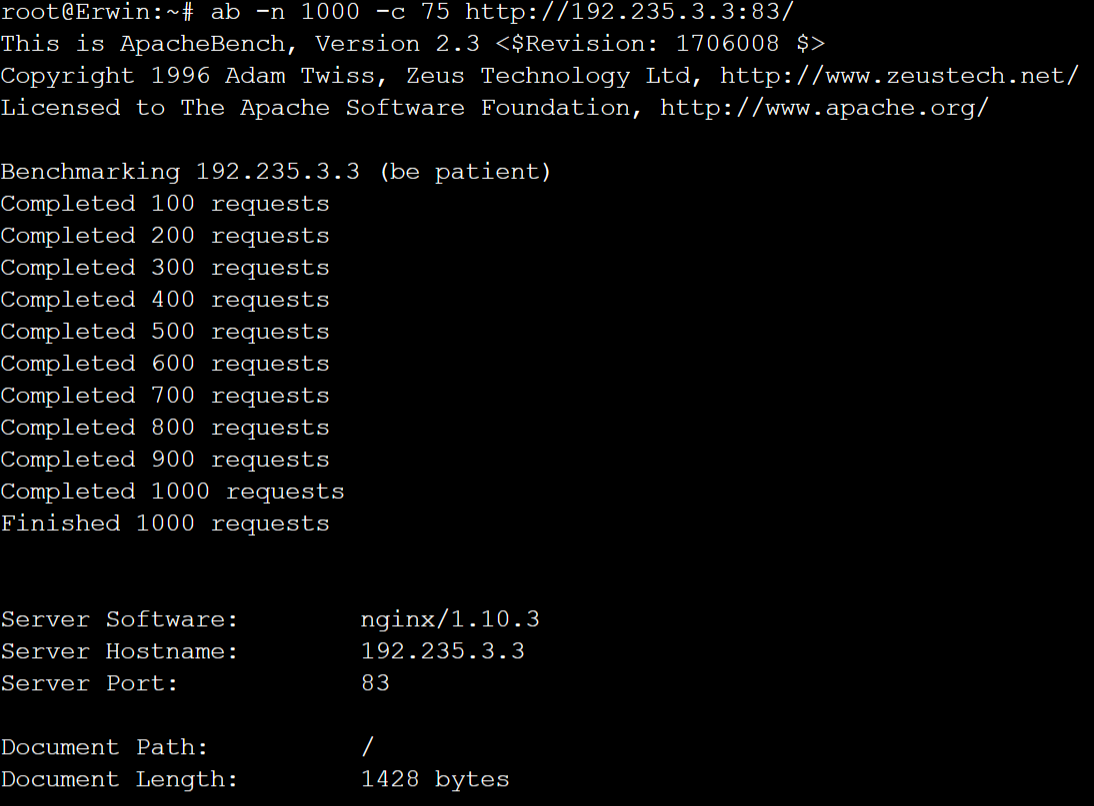 root@Erwin:~# ab -n 1000 -c 75 http://192.235.3.3:83/
This is ApacheBench, Version 2.3 <$Revision: 1706008 $>
Copyright 1996 Adam Twiss, Zeus Technology Ltd, http://www.zeustech.net/
Licensed to The Apache Software Foundation, http://www.apache.org/

Benchmarking 192.235.3.3 (be patient)
Completed 100 requests
Completed 200 requests
Completed 300 requests
Completed 400 requests
Completed 500 requests
Completed 600 requests
Completed 700 requests
Completed 800 requests
Completed 900 requests
Completed 1000 requests
Finished 1000 requests


Server Software:        nginx/1.10.3
Server Hostname:        192.235.3.3
Server Port:            83

Document Path:          /
Document Length:        1428 bytes